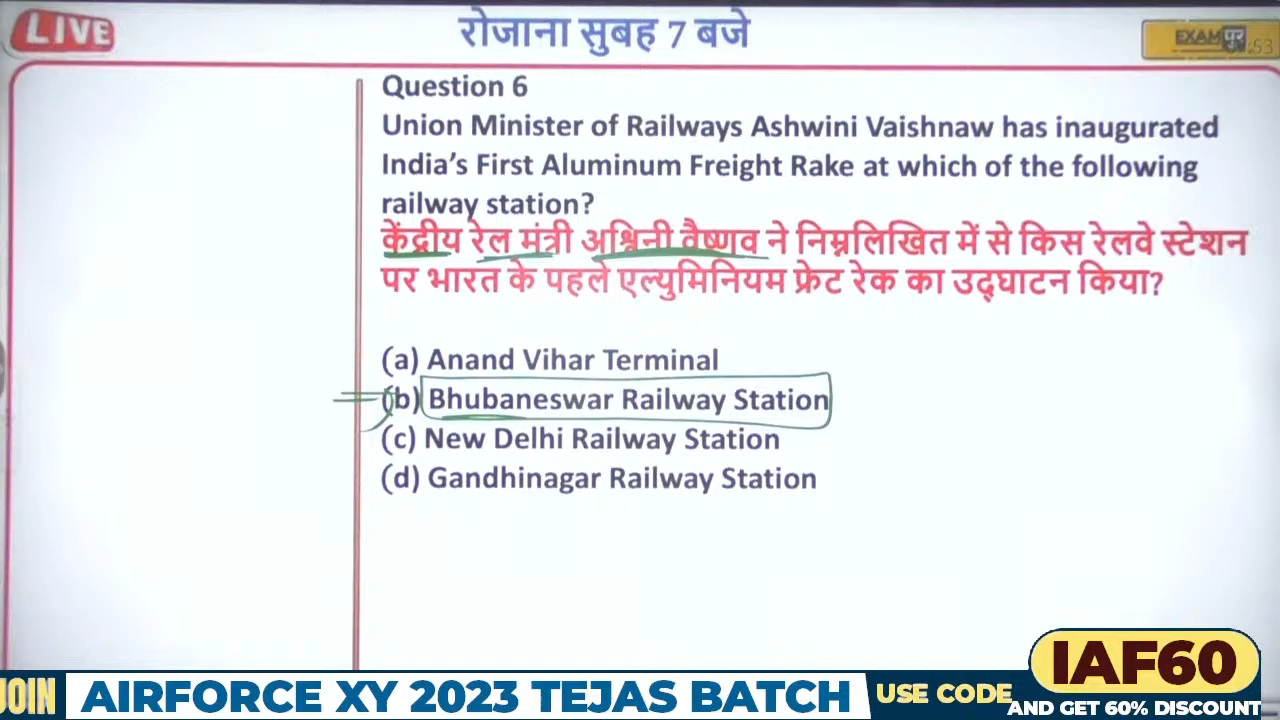 LIVE
रोजाना सुबह 7 बजे
EXAM पुर
:53
Question 6
Union Minister of Railways Ashwini Vaishnaw has inaugurated
India's First Aluminum Freight Rake at which of the following
railway station?
केंद्रीय रेल मंत्री अश्विनी वैष्णव ने निम्नलिखित में से किस रेलवे स्टेशन
पर भारत के पहले एल्युमिनियम फ्रेट रेक का उद्घाटन किया?
(a) Anand Vihar Terminal
(b) Bhubaneswar Railway Station
(c) New Delhi Railway Station
(d) Gandhinagar Railway Station
JOIN AIRFORCE XY 2023 TEJAS BATCH USE CODE IAF60
AND GET 60% DISCOUNT